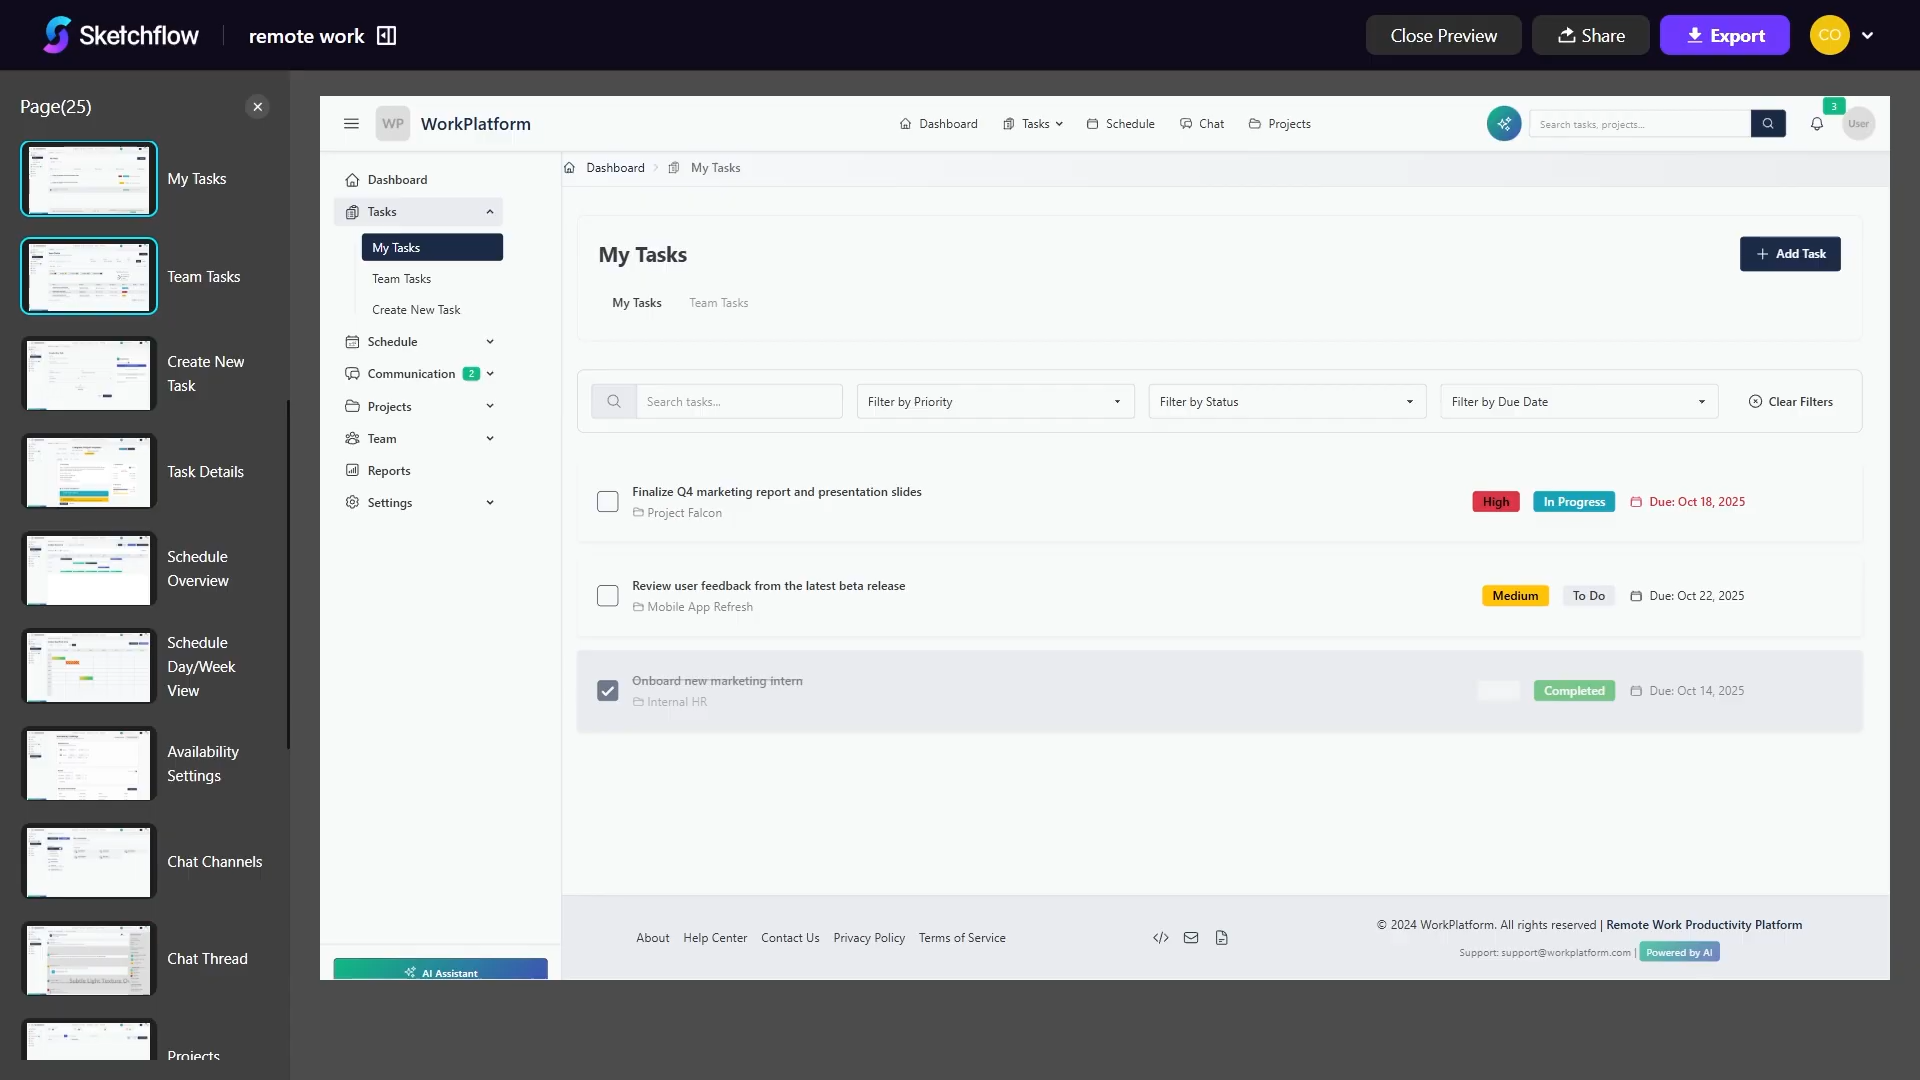 Sketchflow
remote work
Close Preview
Share
Export
CO
Page(25)
My Tasks
Team Tasks
Create New
Task
Task Details
Schedule
Overview
Schedule
Day/Week
View
Availability
Settings
Chat Channels
Chat Thread
Projects
WP
WorkPlatform
Dashboard
Tasks
Schedule
Chat
Projects
Search tasks, projects...
3
User
Dashboard
Tasks
My Tasks
Team Tasks
Create New Task
Schedule
Communication 2
Projects
Team
Reports
Settings
AI Assistant
Dashboard
My Tasks
My Tasks
Add Task
My Tasks
Team Tasks
Search tasks...
Filter by Priority
Filter by Status
Filter by Due Date
Clear Filters
Finalize Q4 marketing report and presentation slides
Project Falcon
High
In Progress
Due: Oct 18, 2025
Review user feedback from the latest beta release
Mobile App Refresh
Medium
To Do
Due: Oct 22, 2025
Onboard new marketing intern
Internal HR
Completed
Due: Oct 14, 2025
About
Help Center
Contact Us
Privacy Policy
Terms of Service
© 2024 WorkPlatform. All rights reserved | Remote Work Productivity Platform
Support: support@workplatform.com | Powered by AI